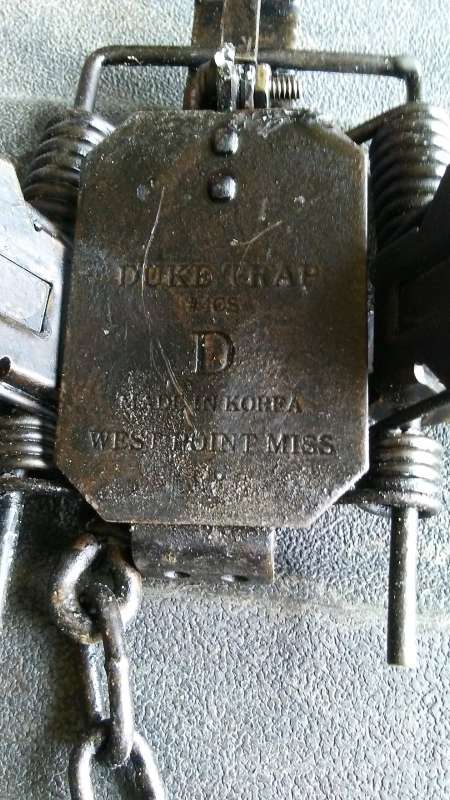 DUKE TRAP
D
MADE IN KOREA
WEST POINT MISS